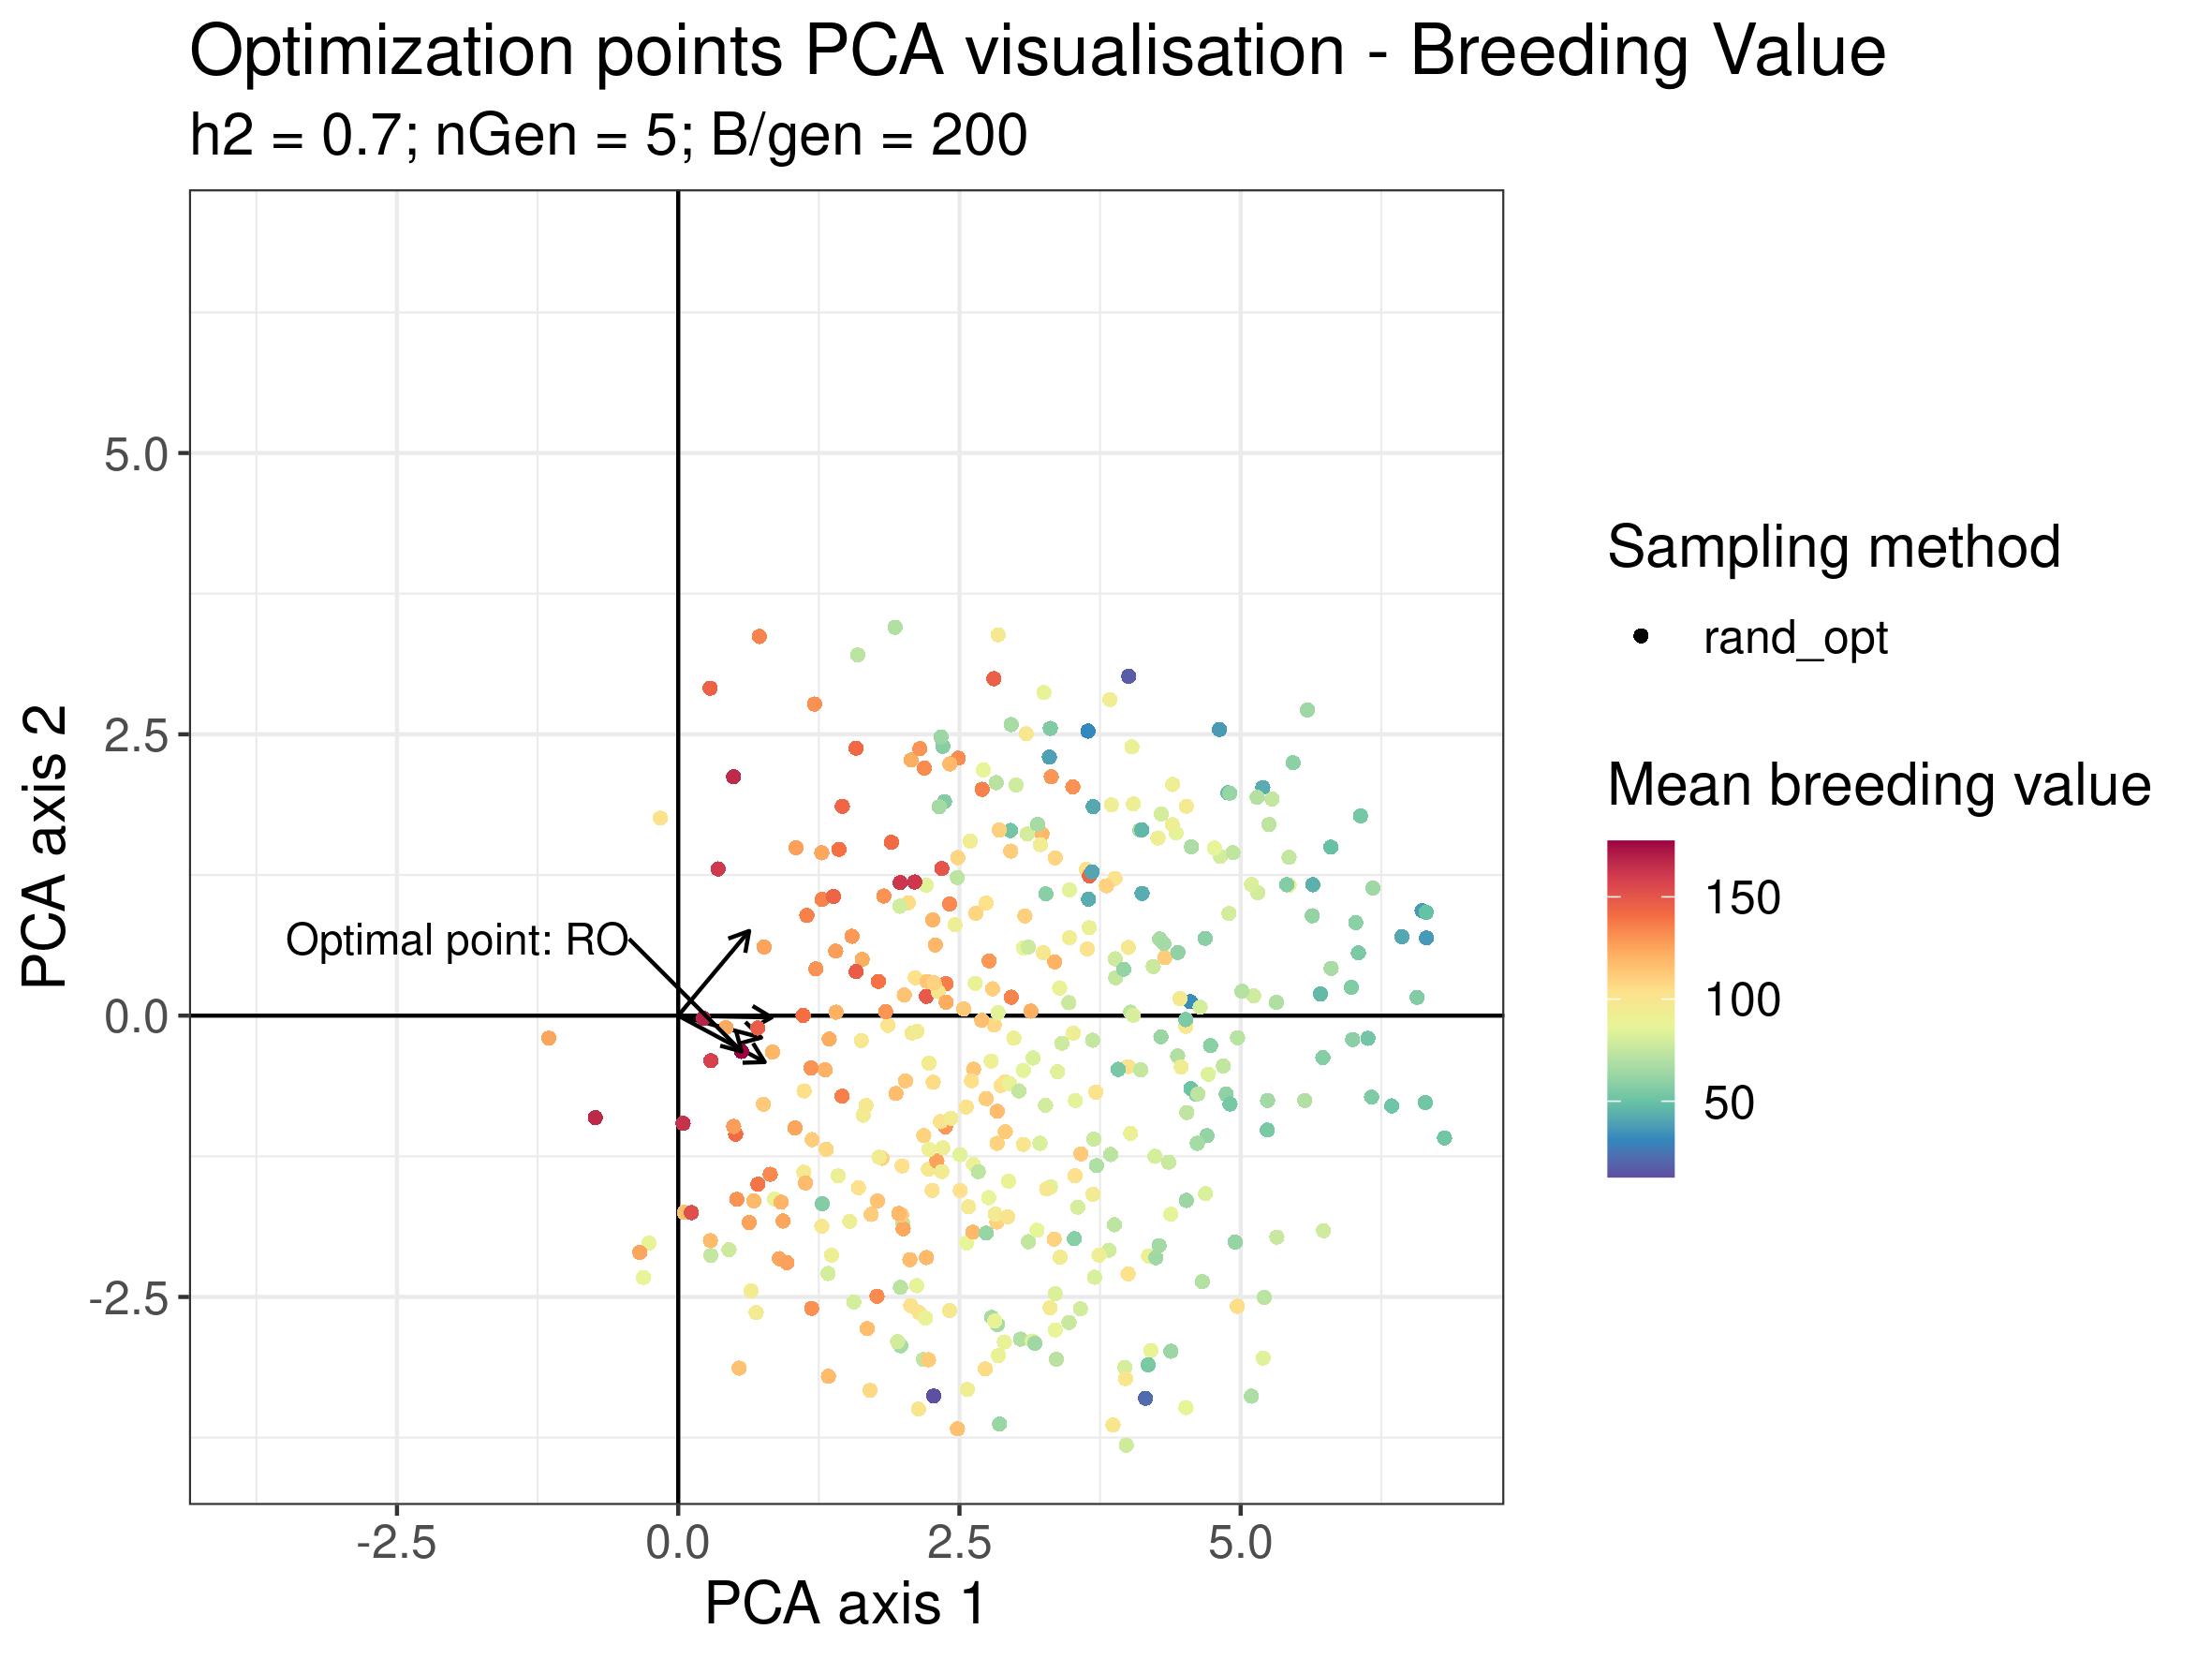 Optimization points PCA visualisation - Breeding Value
h2 = 0.7; nGen = 5; B/gen = 200
PCA axis 2
5.0
2.5
0.0
-2.5
Optimal point: RO
-2.5
0.0
2.5
5.0
PCA axis 1
Sampling method
rand_opt
Mean breeding value
150
100
50